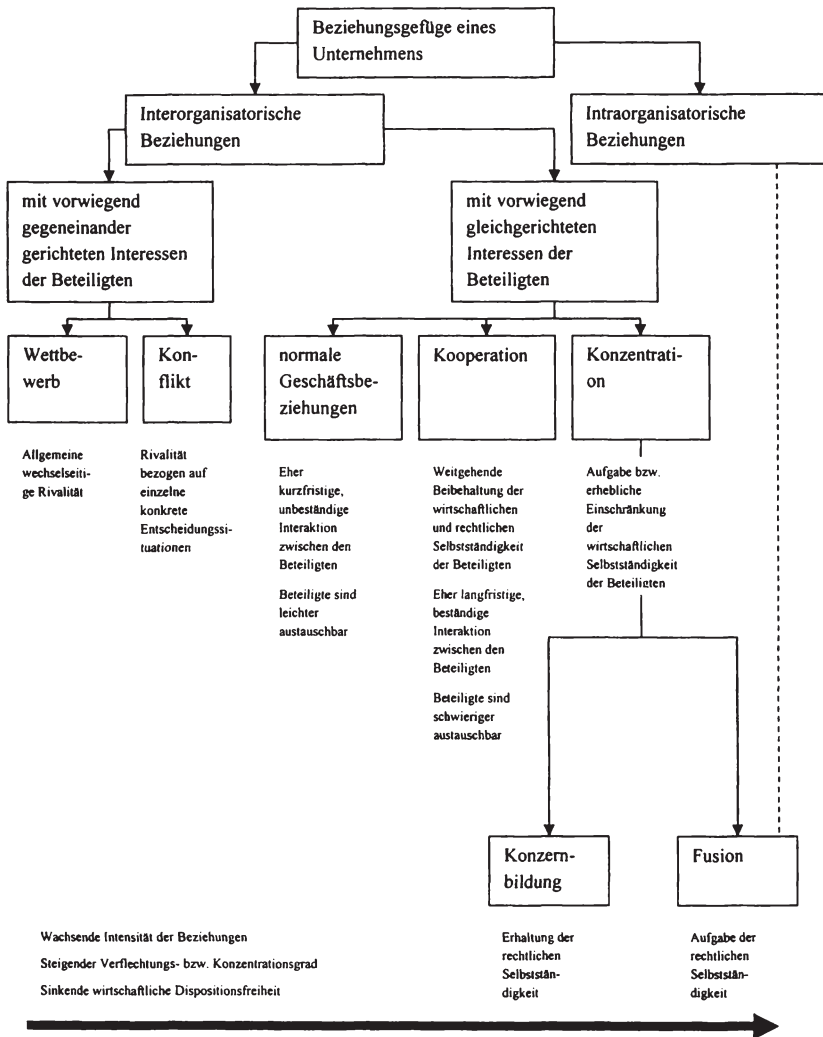 Beziehungsgefüge eines
Unternehmens
Interorganisatorische
Beziehungen
Intraorganisatorische
Beziehungen
mit vorwiegend
gegeneinander
gerichteten Interessen
der Beteiligten
mit vorwiegend
gleichgerichteten
Interessen der
Beteiligten
Wettbe-
werb
Kon-
flikt
normale
Geschäftsbe-
ziehungen
Kooperation
Konzentrati-
on
Allgemeine
wechselseiti-
ge Rivalität
Rivalität
bezogen auf
einzelne
konkrete
Entscheidungssi-
tuationen
Eher
kurzfristige,
unbeständige
Interaktion
zwischen den
Beteiligten
Beteiligte sind
leichter
austauschbar
Weitgehende
Beibehaltung der
wirtschaftlichen
und rechtlichen
Selbstständigkeit
der Beteiligten
Eher langfristige,
beständige
Interaktion
zwischen den
Beteiligten
Beteiligte sind
schwieriger
austauschbar
Aufgabe bzw.
erhebliche
Einschränkung
der
wirtschaftlichen
Selbstständigkeit
der Beteiligten
Konzern-
bildung
Fusion
Erhaltung der
rechtlichen
Selbststän-
digkeit
Aufgabe der
rechtlichen
Selbststän-
digkeit
Wachsende Intensität der Beziehungen
Steigender Verflechtungs- bzw. Konzentrationsgrad
Sinkende wirtschaftliche Dispositionsfreiheit